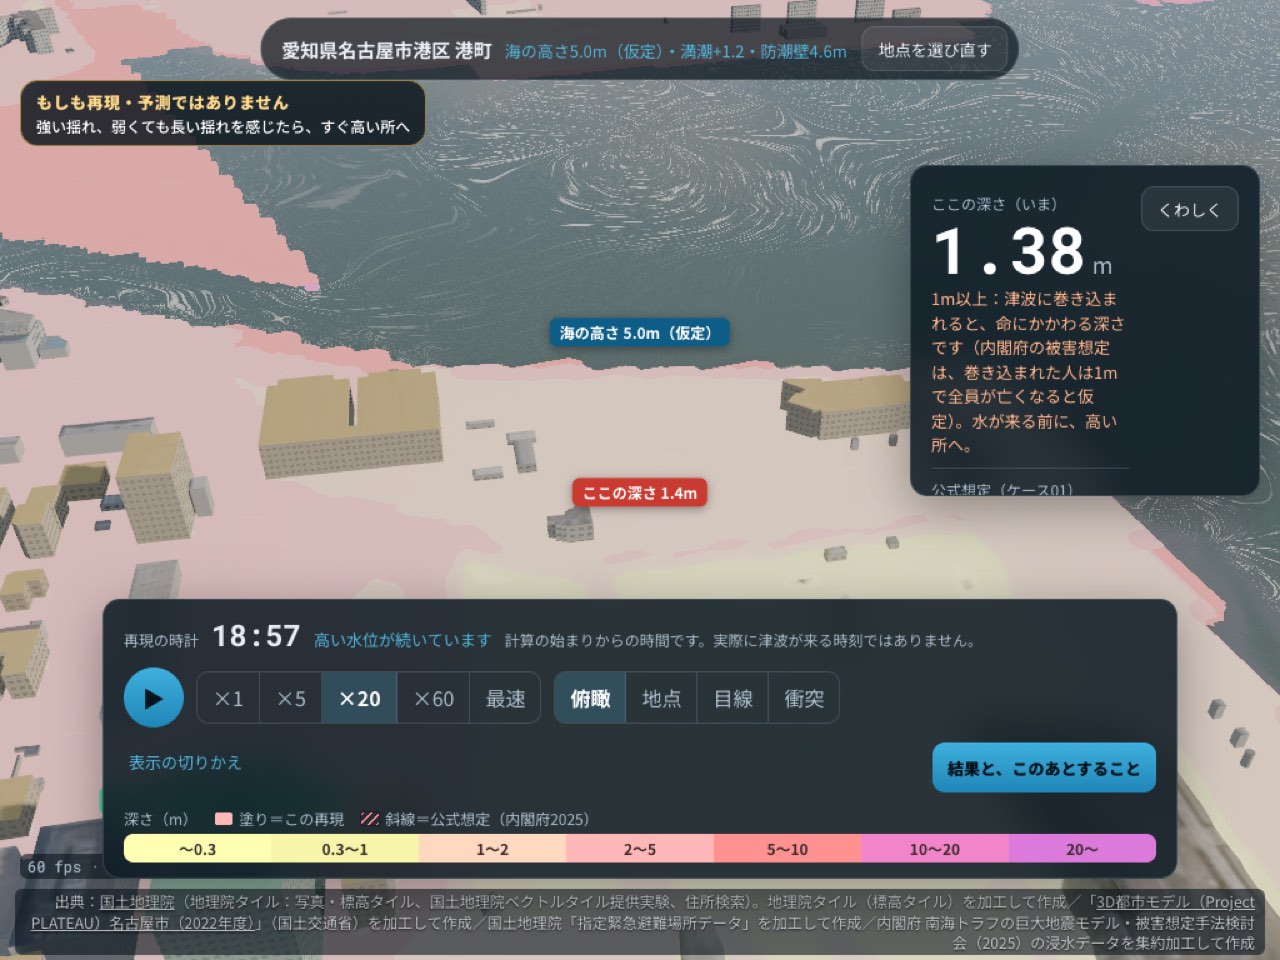 愛知県名古屋市港区 港町 海の高さ5.0m（仮定）・満潮+1.2・防潮壁4.6m 地点を選び直す
もしも再現・予測ではありません
強い揺れ、弱くても長い揺れを感じたら、すぐ高い所へ
ここの深さ（いま） くわしく
1.38 m
1m以上：津波に巻き込ま
れると、命にかかわる深さ
です（内閣府の被害想定
は、巻き込まれた人は1m
で全員が亡くなると仮
定）。水が来る前に、高い
所へ。
公式想定（ケース01）
海の高さ 5.0m（仮定）
ここの深さ 1.4m
再現の時計 18:57 高い水位が続いています 計算の始まりからの時間です。実際に津波が来る時刻ではありません。
×1 ×5 ×20 ×60 最速 俯瞰 地点 目線 衝突
表示の切りかえ
結果と、このあとすること
深さ（m） 塗り＝この再現 斜線＝公式想定（内閣府2025）
〜0.3 0.3〜1 1〜2 2〜5 5〜10 10〜20 20〜
60 fps ·
出典：国土地理院（地理院タイル：写真・標高タイル、国土地理院ベクトルタイル提供実験、住所検索）。地理院タイル（標高タイル）を加工して作成／「3D都市モデル（Project
PLATEAU）名古屋市（2022年度）」（国土交通省）を加工して作成／国土地理院「指定緊急避難場所データ」を加工して作成／内閣府 南海トラフの巨大地震モデル・被害想定手法検討
会（2025）の浸水データを集約加工して作成